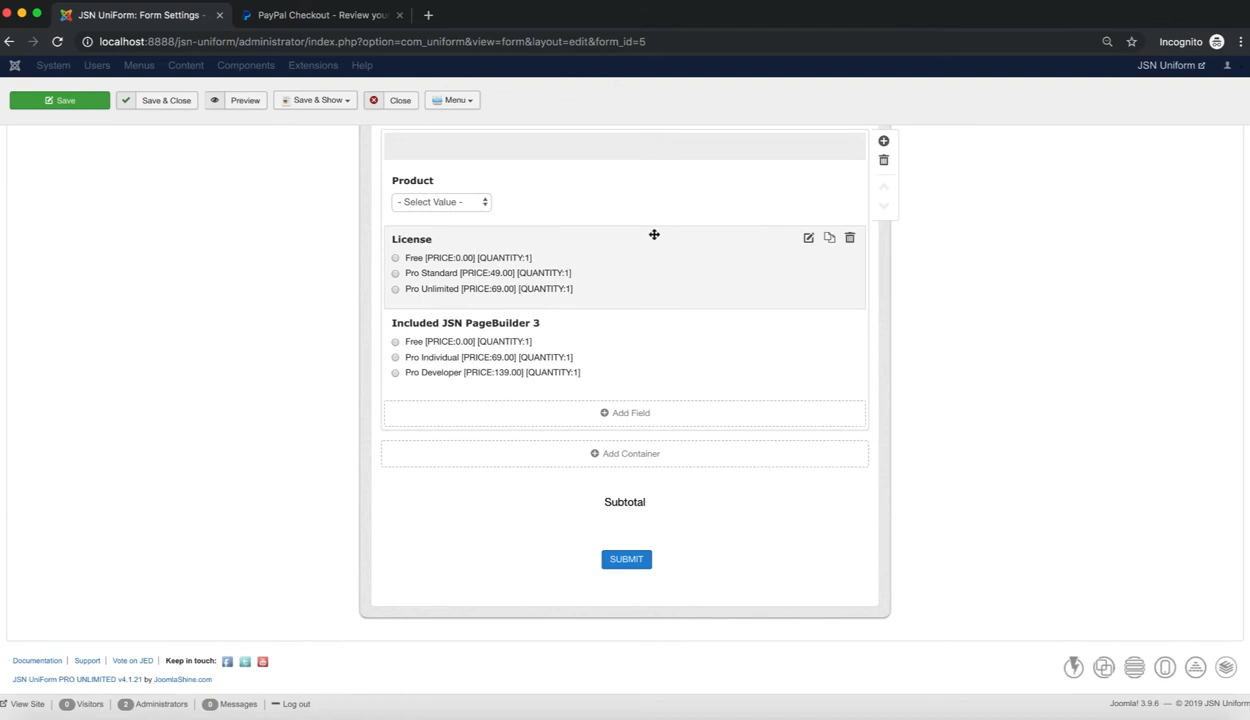 JSN UniForm: Form Settings -
PayPal Checkout - Review your
localhost:8888/jsn-uniform/administrator/index.php?option=com_uniform&view=form&layout=edit&form_id=5
Incognito
System Users Menus Content Components Extensions Help
JSN Uniform
Save
Save & Close
Preview
Save & Show
Close
Menu
Product
- Select Value -
License
Free [PRICE:0.00] [QUANTITY:1]
Pro Standard [PRICE:49.00] [QUANTITY:1]
Pro Unlimited [PRICE:69.00] [QUANTITY:1]
Included JSN PageBuilder 3
Free [PRICE:0.00] [QUANTITY:1]
Pro Individual [PRICE:69.00] [QUANTITY:1]
Pro Developer [PRICE:139.00] [QUANTITY:1]
Add Field
Add Container
Subtotal
SUBMIT
Documentation | Support | Vote on JED | Keep in touch:
JSN UniForm PRO UNLIMITED v4.1.21 by JoomlaShine.com
View Site 0 Visitors 2 Administrators 0 Messages Log out
Joomla! 3.9.6 — © 2019 JSN Uniform